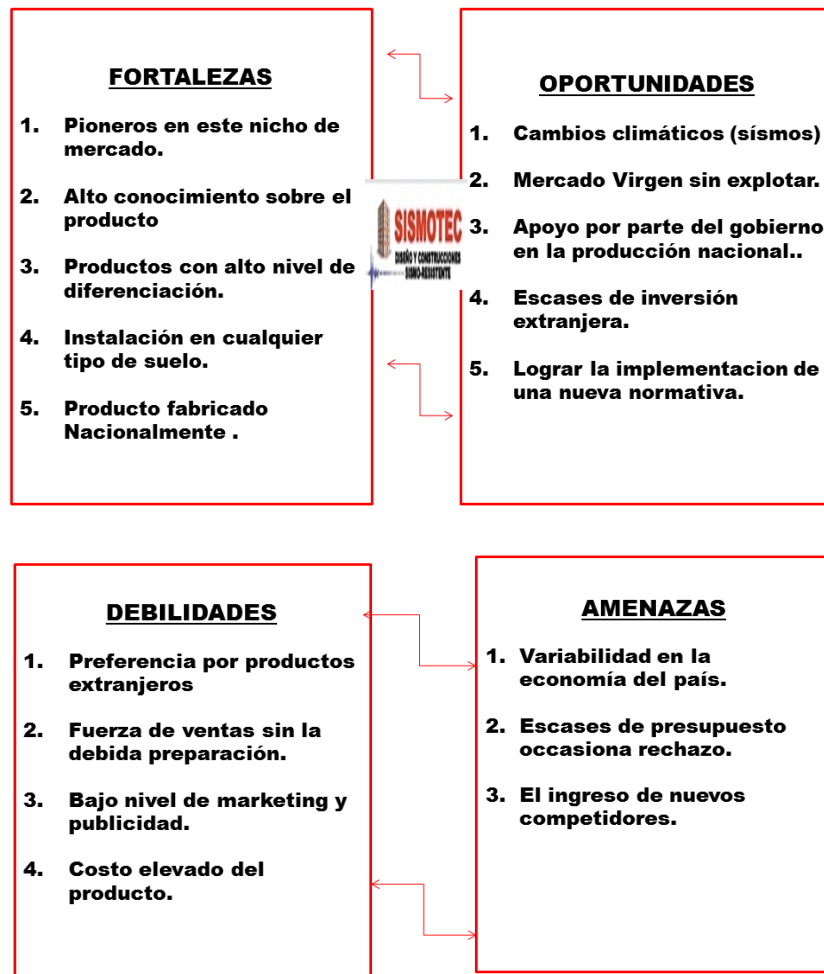 FORTALEZAS
1. Pioneros en este nicho de
mercado.
2. Alto conocimiento sobre el
producto
3. Productos con alto nivel de
diferenciación.
4. Instalación en cualquier
tipo de suelo.
5. Producto fabricado
Nacionalmente .
SISMOTEC
DISEÑO Y CONSTRUCCIONES
SISMO-RESISTENTE
OPORTUNIDADES
1. Cambios climáticos (sísmos)
2. Mercado Virgen sin explotar.
3. Apoyo por parte del gobierno
en la producción nacional..
4. Escases de inversión
extranjera.
5. Lograr la implementacion de
una nueva normativa.
DEBILIDADES
1. Preferencia por productos
extranjeros
2. Fuerza de ventas sin la
debida preparación.
3. Bajo nivel de marketing y
publicidad.
4. Costo elevado del
producto.
AMENAZAS
1. Variabilidad en la
economía del país.
2. Escases de presupuesto
occasiona rechazo.
3. El ingreso de nuevos
competidores.